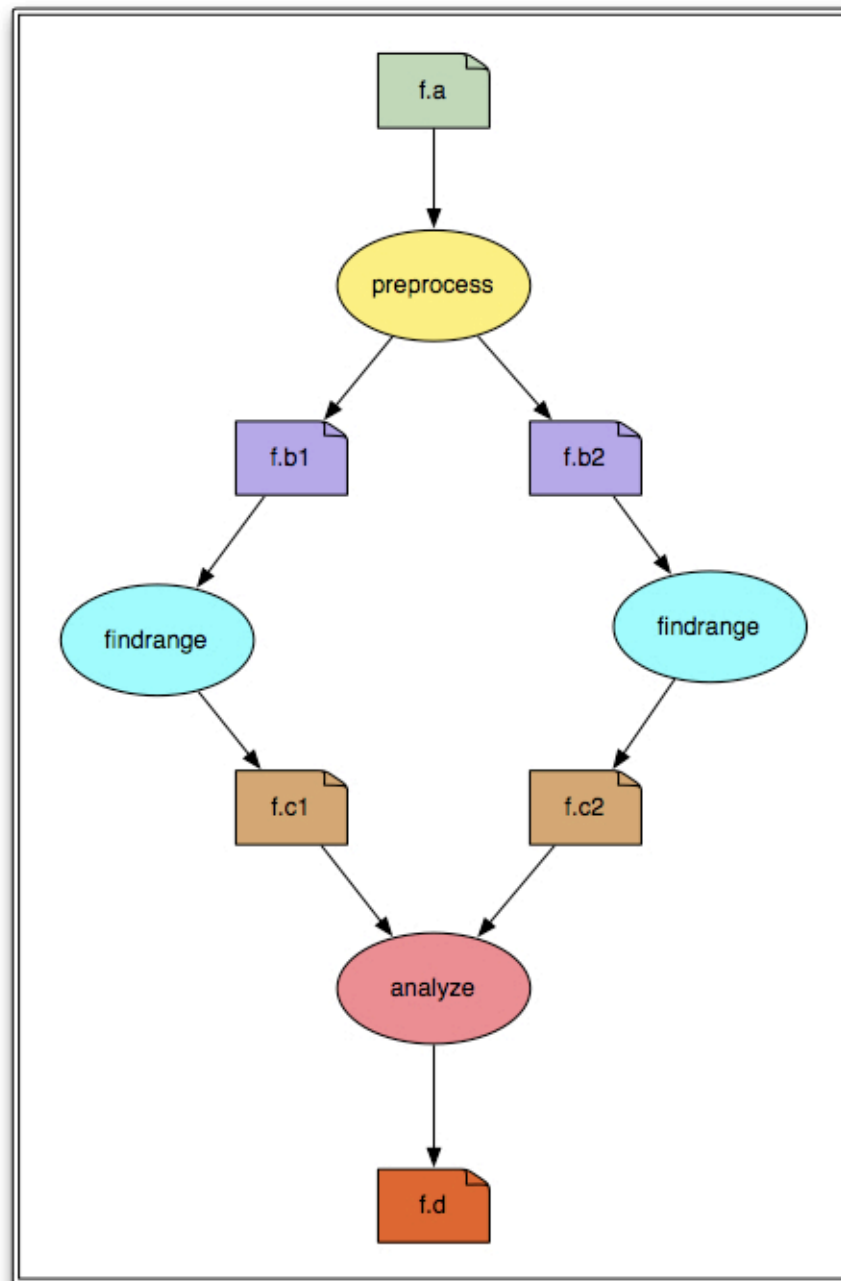 f.a
preprocess
f.b1
f.b2
findrange
findrange
f.c1
f.c2
analyze
f.d